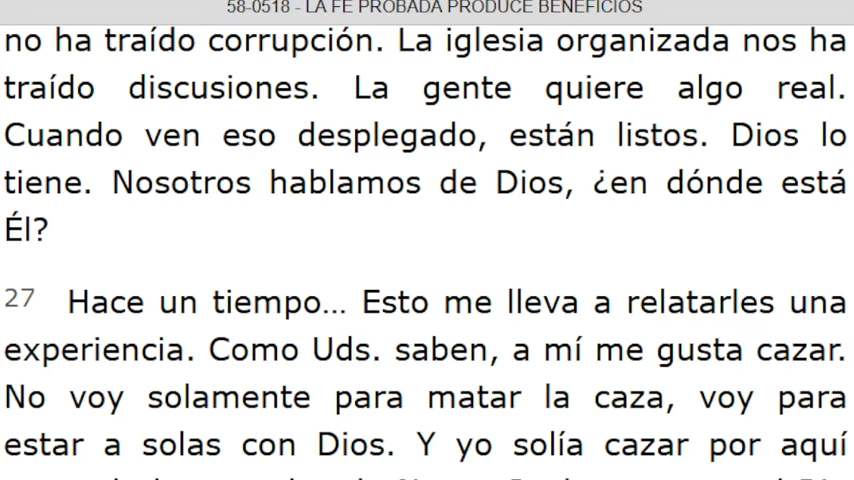 58-0518 - LA FE PROBADA PRODUCE BENEFICIOS
no ha traído corrupción. La iglesia organizada nos ha
traído discusiones. La gente quiere algo real.
Cuando ven eso desplegado, están listos. Dios lo
tiene. Nosotros hablamos de Dios, ¿en dónde está
Él?
27 Hace un tiempo... Esto me lleva a relatarles una
experiencia. Como Uds. saben, a mí me gusta cazar.
No voy solamente para matar la caza, voy para
estar a solas con Dios. Y yo solía cazar por aquí